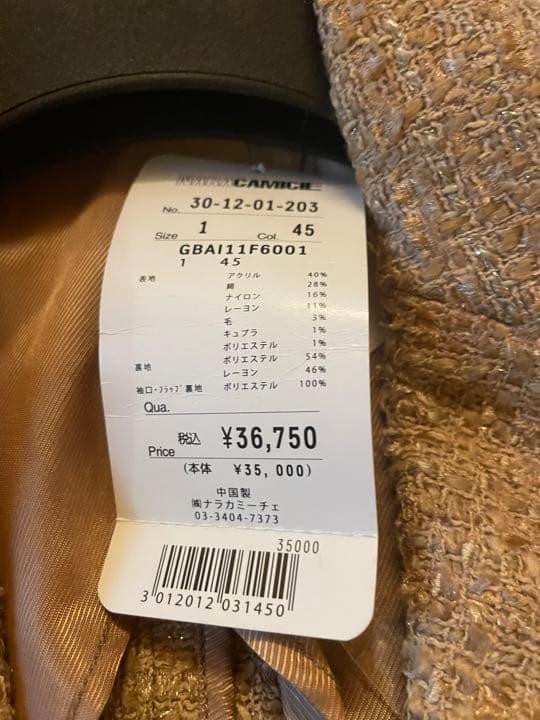 NARACAMICIE
No. 30-12-01-203
Size 1 Col. 45
GBAI11F6001
1 45
表地 アクリル 40%
綿 28%
ナイロン 16%
レーヨン 11%
毛 3%
キュプラ 1%
ポリエステル 1%
裏地 ポリエステル 54%
レーヨン 46%
袖口・フラップ裏地 ポリエステル 100%
Qua.
Price 税込 ¥36,750
(本体 ¥35,000)
中国製
㈱ナラカミーチェ
03-3404-7373
35000
3 012012 031450